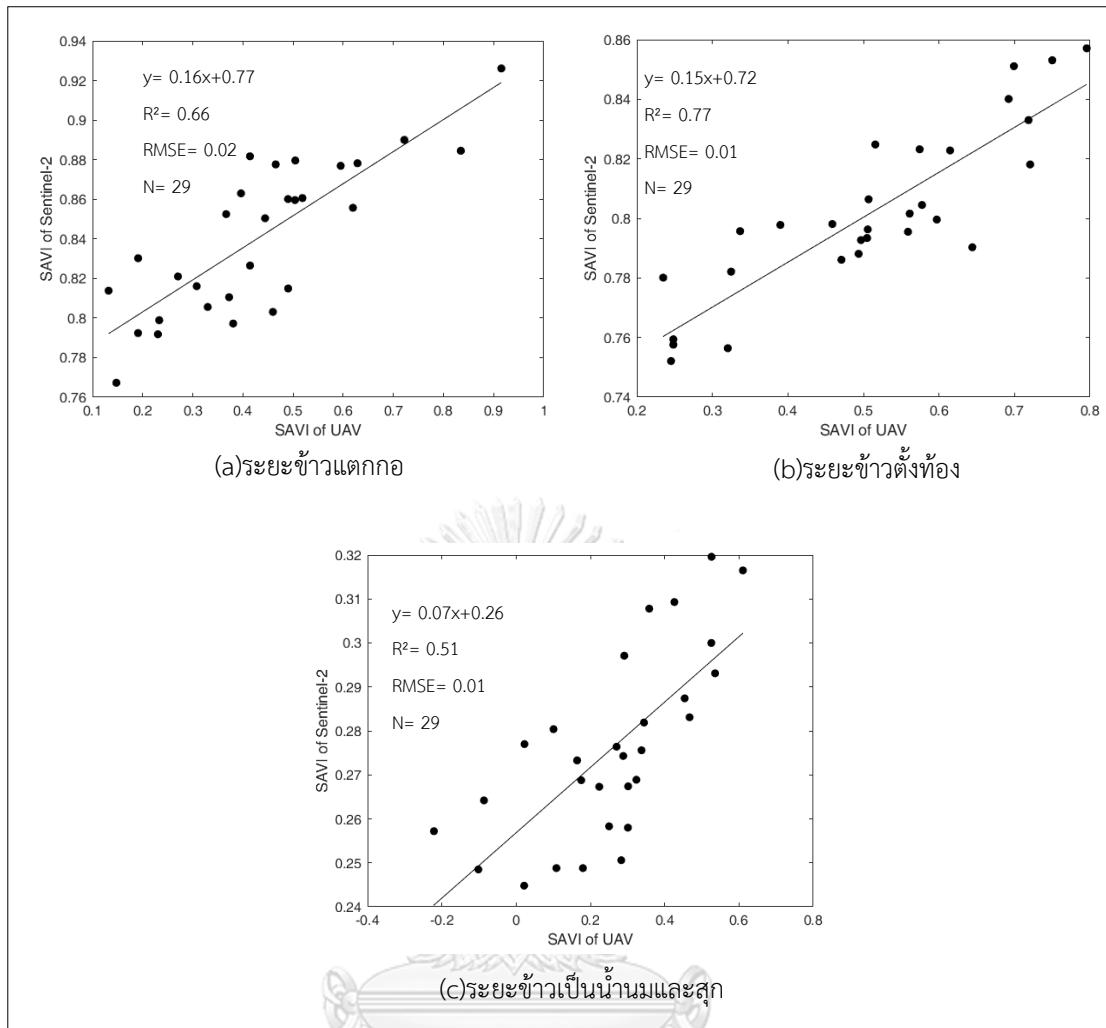 0.94
0.92
0.9
0.88
0.86
0.84
0.82
0.8
0.78
0.76
SAVI of Sentinel-2
y= 0.16x+0.77
R²= 0.66
RMSE= 0.02
N= 29
0.1 0.2 0.3 0.4 0.5 0.6 0.7 0.8 0.9 1
SAVI of UAV
(a)ระยะข้าวแตกกอ
0.86
0.84
0.82
0.8
0.78
0.76
0.74
SAVI of Sentinel-2
y= 0.15x+0.72
R²= 0.77
RMSE= 0.01
N= 29
0.2 0.3 0.4 0.5 0.6 0.7 0.8
SAVI of UAV
(b)ระยะข้าวตั้งท้อง
0.32
0.31
0.3
0.29
0.28
0.27
0.26
0.25
0.24
SAVI of Sentinel-2
y= 0.07x+0.26
R²= 0.51
RMSE= 0.01
N= 29
-0.4 -0.2 0 0.2 0.4 0.6 0.8
SAVI of UAV
(c)ระยะข้าวเป็นน้ำนมและสุก